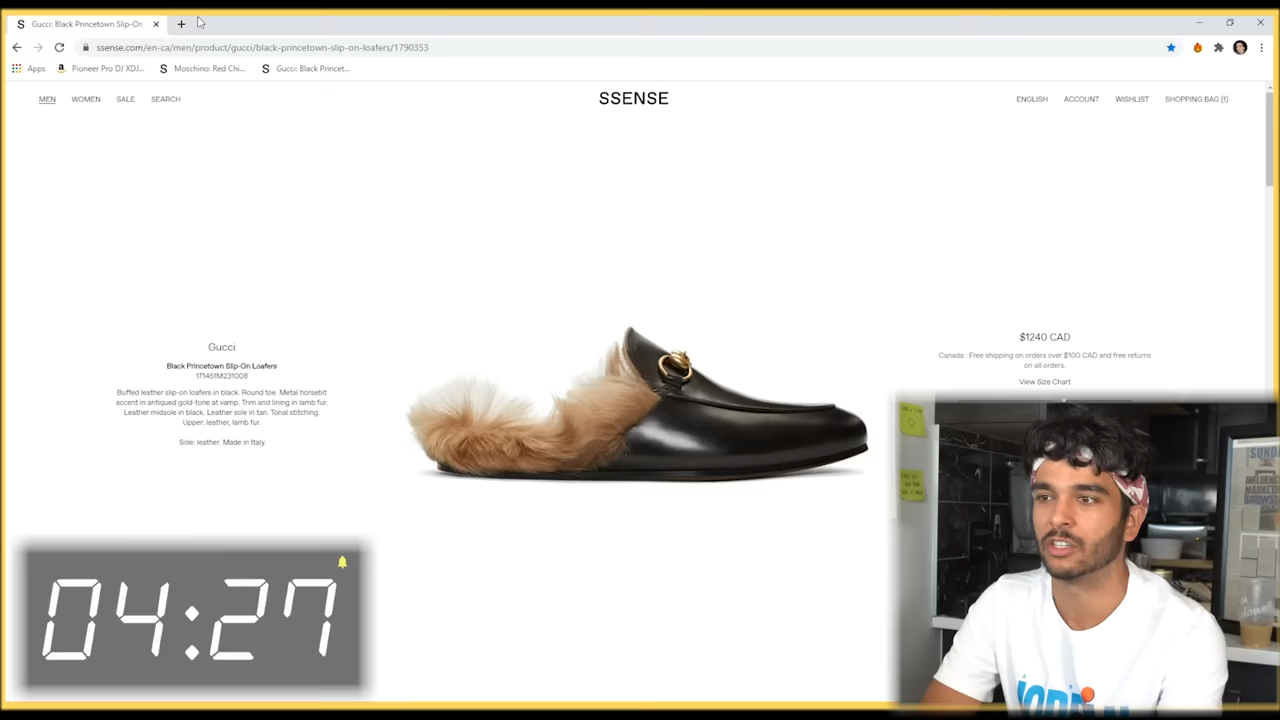 Gucci: Black Princetown Slip-On
ssense.com/en-ca/men/product/gucci/black-princetown-slip-on-loafers/1790353
Apps
Pioneer Pro DJ XDJ...
Moschino: Red Chi...
Gucci: Black Princet...
MEN
WOMEN
SALE
SEARCH
SSENSE
ENGLISH
ACCOUNT
WISHLIST
SHOPPING BAG (1)
Gucci
Black Princetown Slip-On Loafers
171451M231008
Buffed leather slip-on loafers in black. Round toe. Metal horsebit
accent in antiqued gold-tone at vamp. Trim and lining in lamb fur.
Leather midsole in black. Leather sole in tan. Tonal stitching.
Upper: leather, lamb fur.
Sole: leather. Made in Italy.
$1240 CAD
Canada : Free shipping on orders over $100 CAD and free returns
on all orders.
View Size Chart
04:27
SUNDA
INFLUEN
MARKET
GROWS